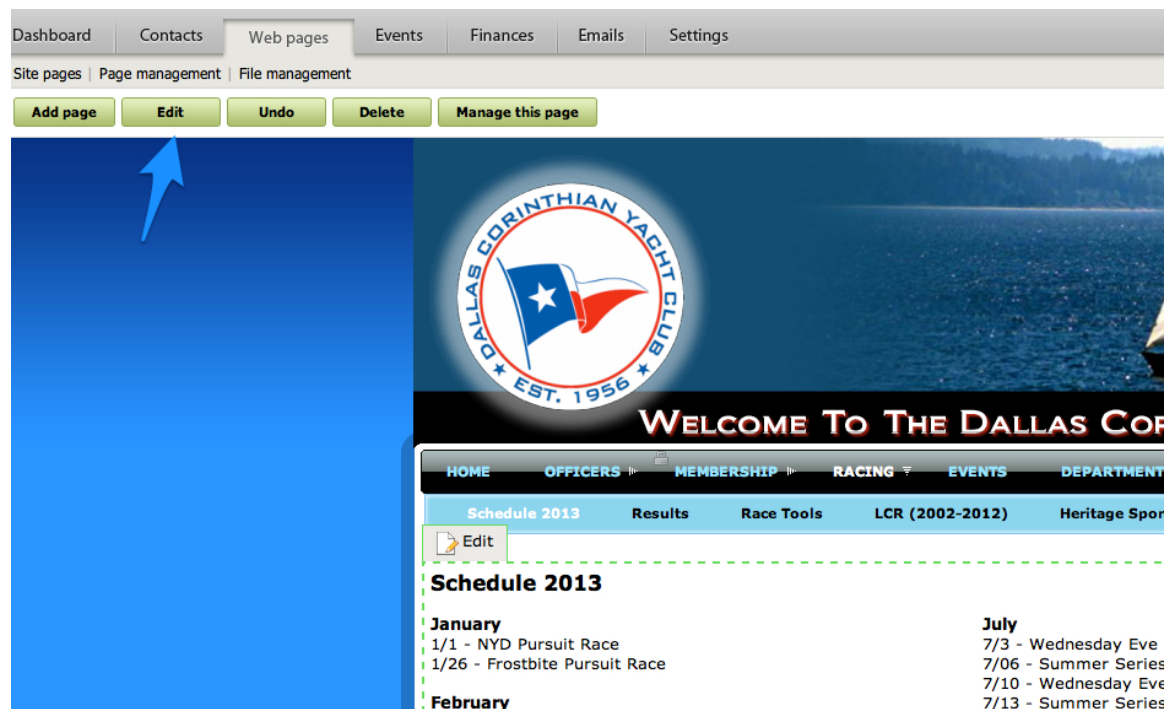 Dashboard Contacts Web pages Events Finances Emails Settings
Site pages | Page management | File management
Add page Edit Undo Delete Manage this page
DALLAS CORINTHIAN YACHT CLUB
EST. 1956
WELCOME TO THE DALLAS COR
HOME OFFICERS MEMBERSHIP RACING EVENTS DEPARTMENT
Schedule 2013 Results Race Tools LCR (2002-2012) Heritage Spor
Edit
Schedule 2013
January
1/1 - NYD Pursuit Race
1/26 - Frostbite Pursuit Race
February
July
7/3 - Wednesday Eve
7/06 - Summer Series
7/10 - Wednesday Eve
7/13 - Summer Series